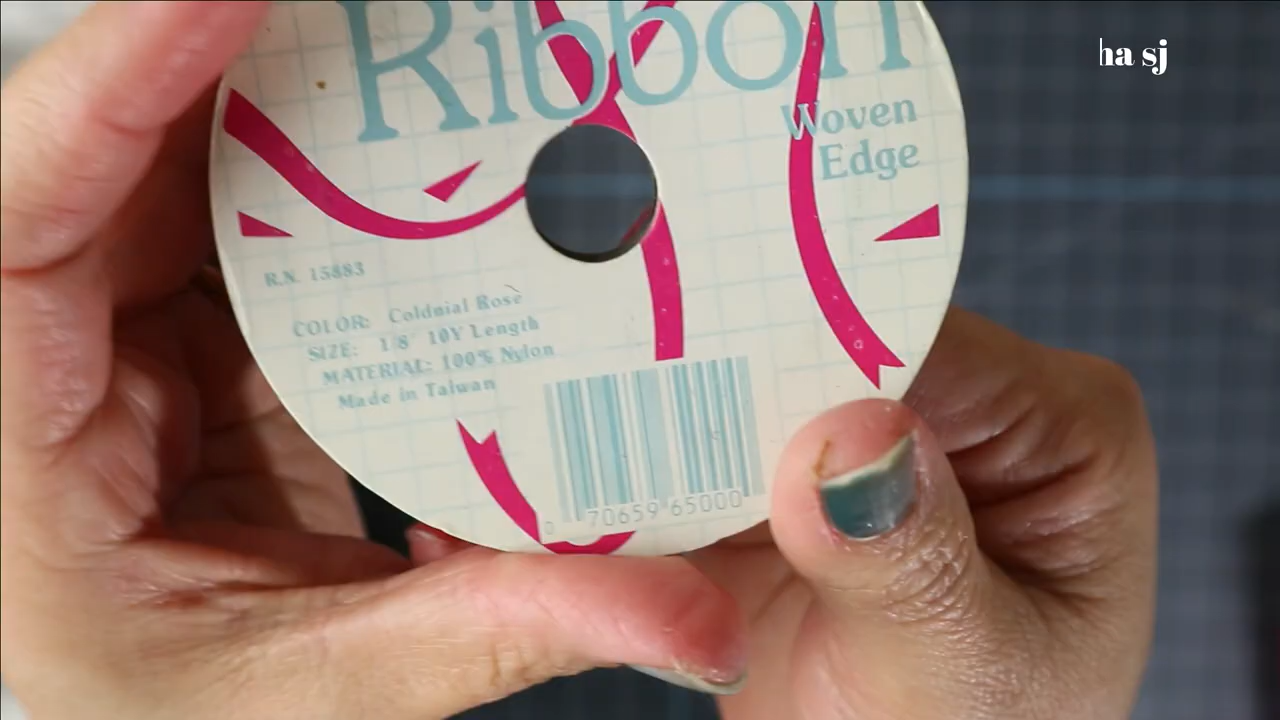 ha sj
Ribbon
Woven
Edge
R.N. 15883
COLOR: Coldnial Rose
SIZE: 1/8" 10Y Length
MATERIAL: 100% Nylon
Made in Taiwan
0 70659 65000